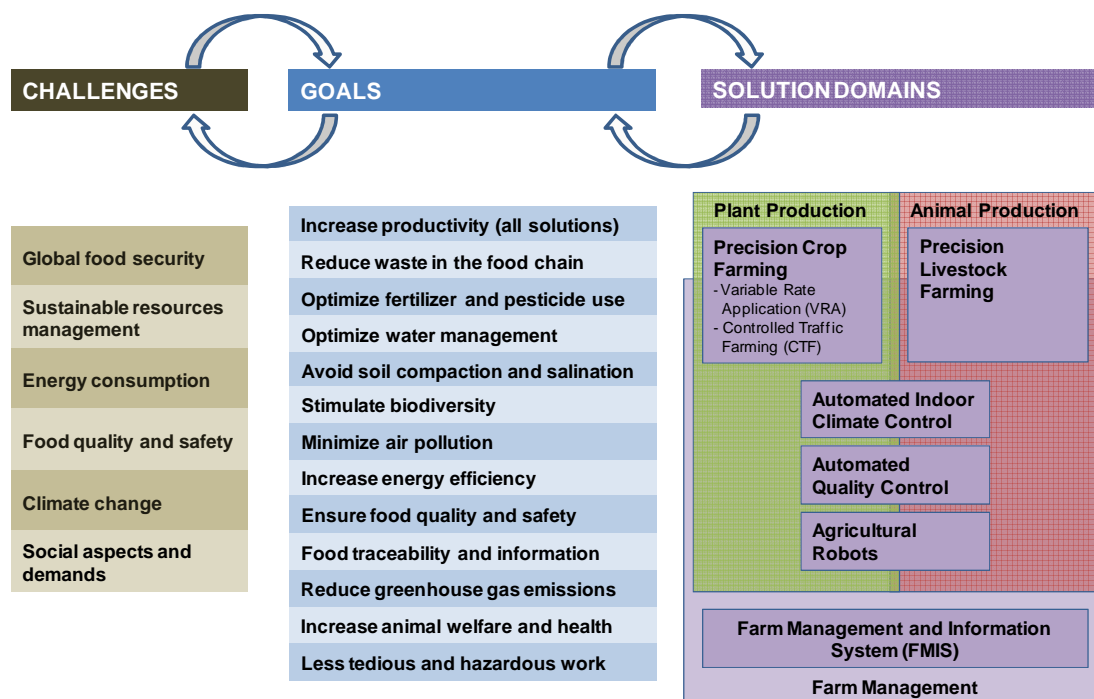 CHALLENGES
GOALS
SOLUTION DOMAINS
Global food security
Sustainable resources
management
Energy consumption
Food quality and safety
Climate change
Social aspects and
demands
Increase productivity (all solutions)
Reduce waste in the food chain
Optimize fertilizer and pesticide use
Optimize water management
Avoid soil compaction and salination
Stimulate biodiversity
Minimize air pollution
Increase energy efficiency
Ensure food quality and safety
Food traceability and information
Reduce greenhouse gas emissions
Increase animal welfare and health
Less tedious and hazardous work
Plant Production
Animal Production
Precision Crop
Farming
- Variable Rate
Application (VRA)
- Controlled Traffic
Farming (CTF)
Precision
Livestock
Farming
Automated Indoor
Climate Control
Automated
Quality Control
Agricultural
Robots
Farm Management and Information
System (FMIS)
Farm Management